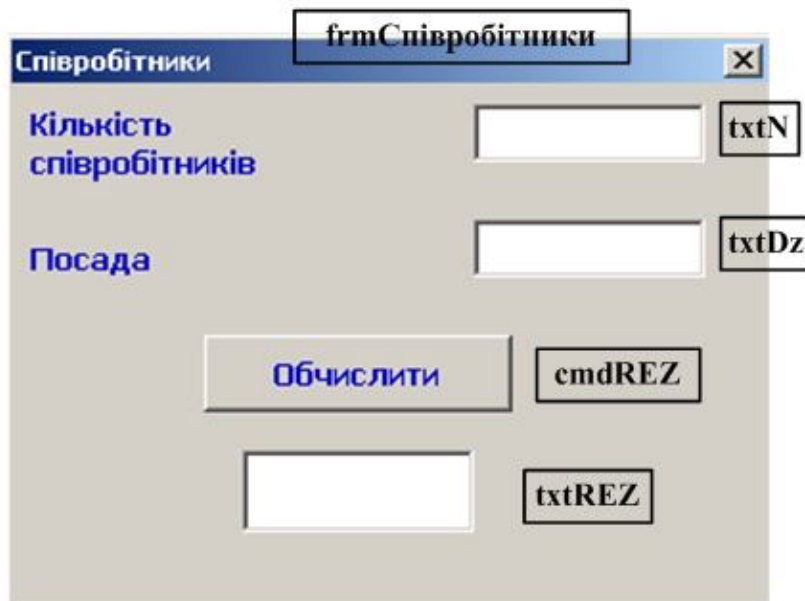 frmСпівробітники
Співробітники
Кількість
співробітників
txtN
Посада
txtDz
Обчислити
cmdREZ
txtREZ